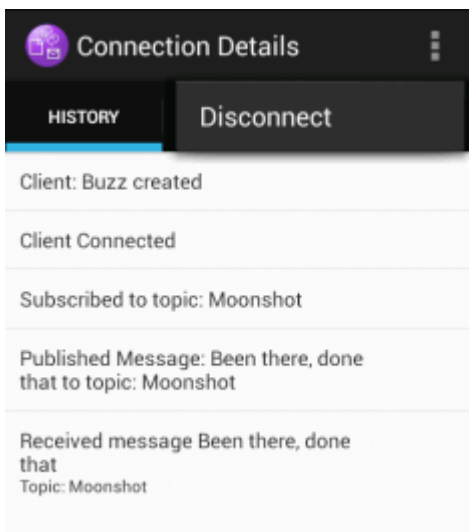 Connection Details
HISTORY
Disconnect
Client: Buzz created
Client Connected
Subscribed to topic: Moonshot
Published Message: Been there, done
that to topic: Moonshot
Received message Been there, done
that
Topic: Moonshot